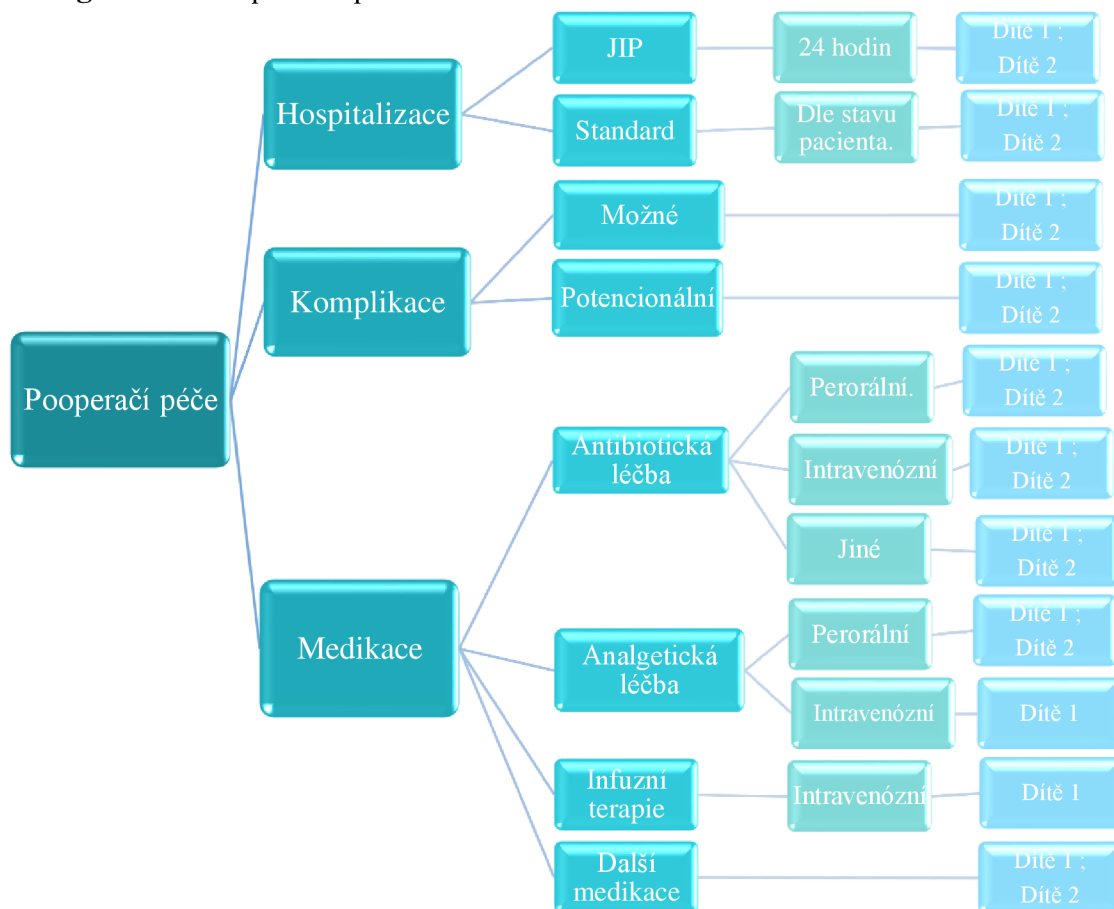 JIP
24 hodin
Dítě 1 ;
Dítě 2
Hospitalizace
Standard
Dle stavu
pacienta.
Dítě 1 ;
Dítě 2
Možné
Dítě 1 ;
Dítě 2
Komplikace
Potencionální
Dítě 1 ;
Dítě 2
Pooperačí péče
Perorální.
Dítě 1 ;
Dítě 2
Antibiotická
léčba
Intravenózní
Dítě 1 ;
Dítě 2
Jiné
Dítě 1 ;
Dítě 2
Medikace
Perorální
Dítě 1 ;
Dítě 2
Analgetická
léčba
Intravenózní
Dítě 1
Infuzní
terapie
Intravenózní
Dítě 1
Další
medikace
Dítě 1 ;
Dítě 2